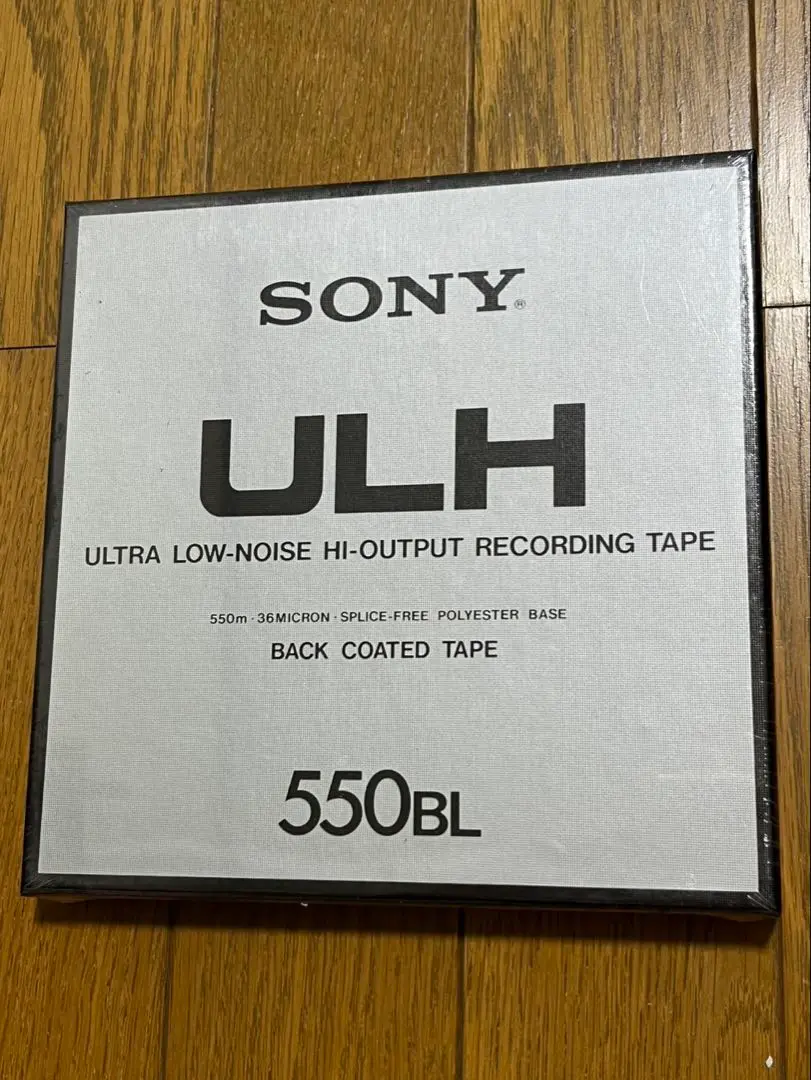 SONY®
ULH
ULTRA LOW-NOISE HI-OUTPUT RECORDING TAPE
550m · 36MICRON · SPLICE-FREE POLYESTER BASE
BACK COATED TAPE
550BL